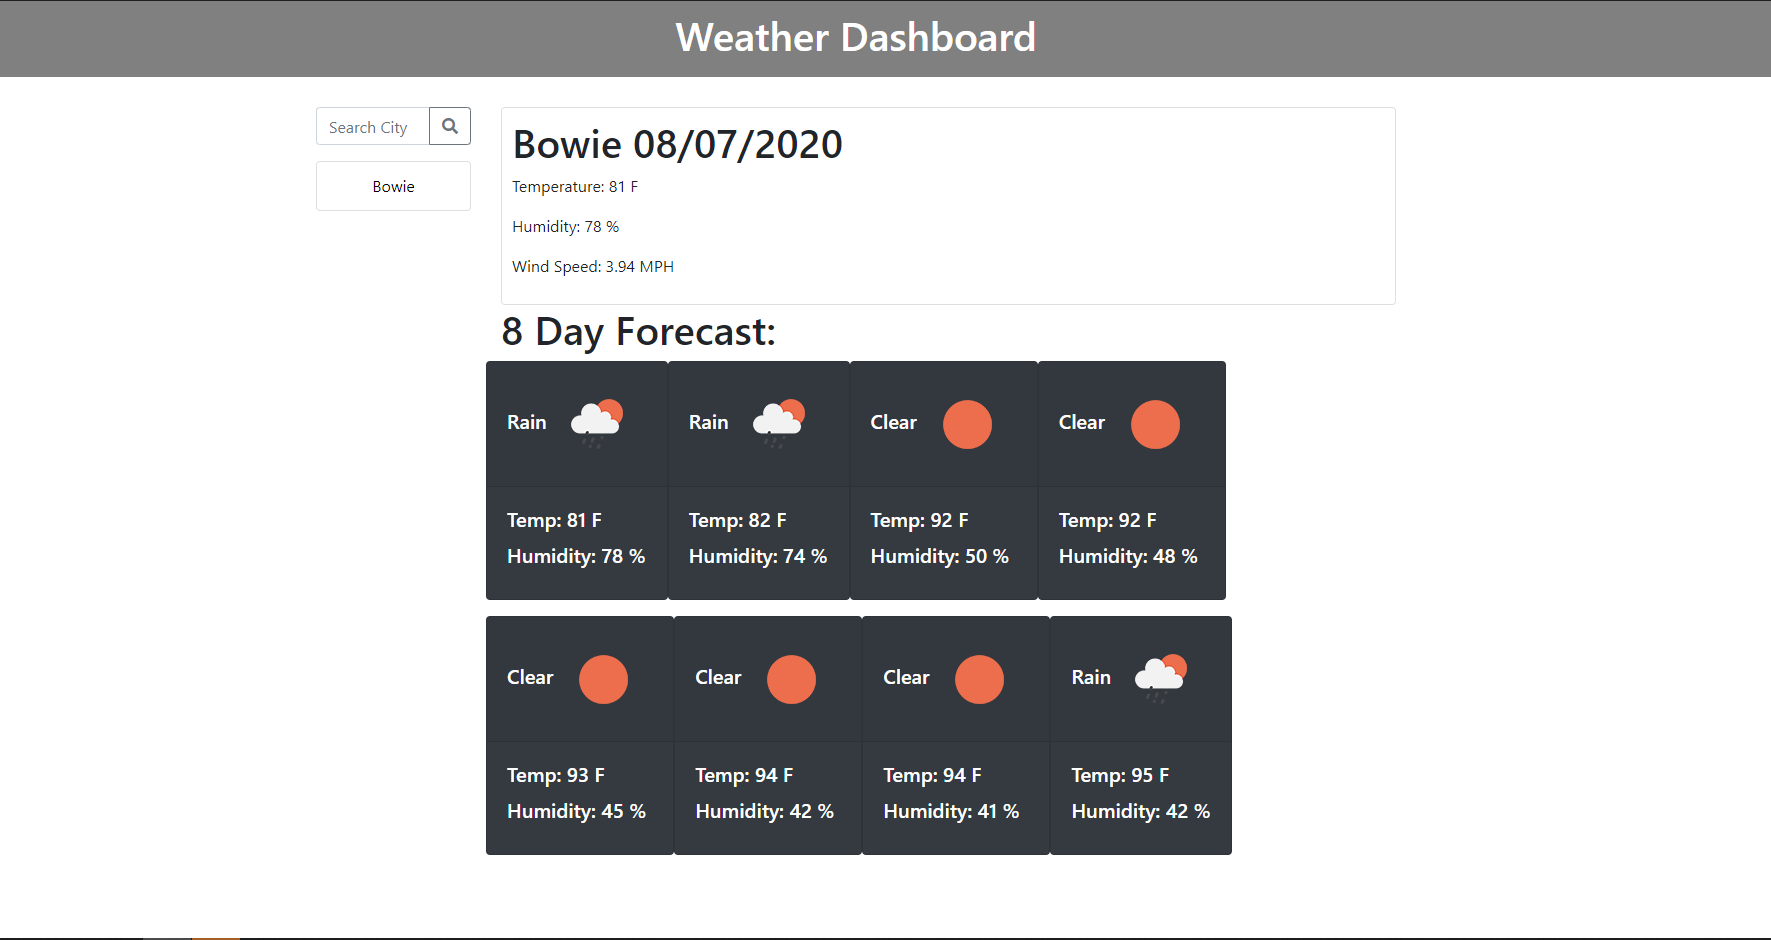 Weather Dashboard
Search City
Bowie
Bowie 08/07/2020
Temperature: 81 F
Humidity: 78 %
Wind Speed: 3.94 MPH
8 Day Forecast:
Rain
Temp: 81 F
Humidity: 78 %
Rain
Temp: 82 F
Humidity: 74 %
Clear
Temp: 92 F
Humidity: 50 %
Clear
Temp: 92 F
Humidity: 48 %
Clear
Temp: 93 F
Humidity: 45 %
Clear
Temp: 94 F
Humidity: 42 %
Clear
Temp: 94 F
Humidity: 41 %
Rain
Temp: 95 F
Humidity: 42 %